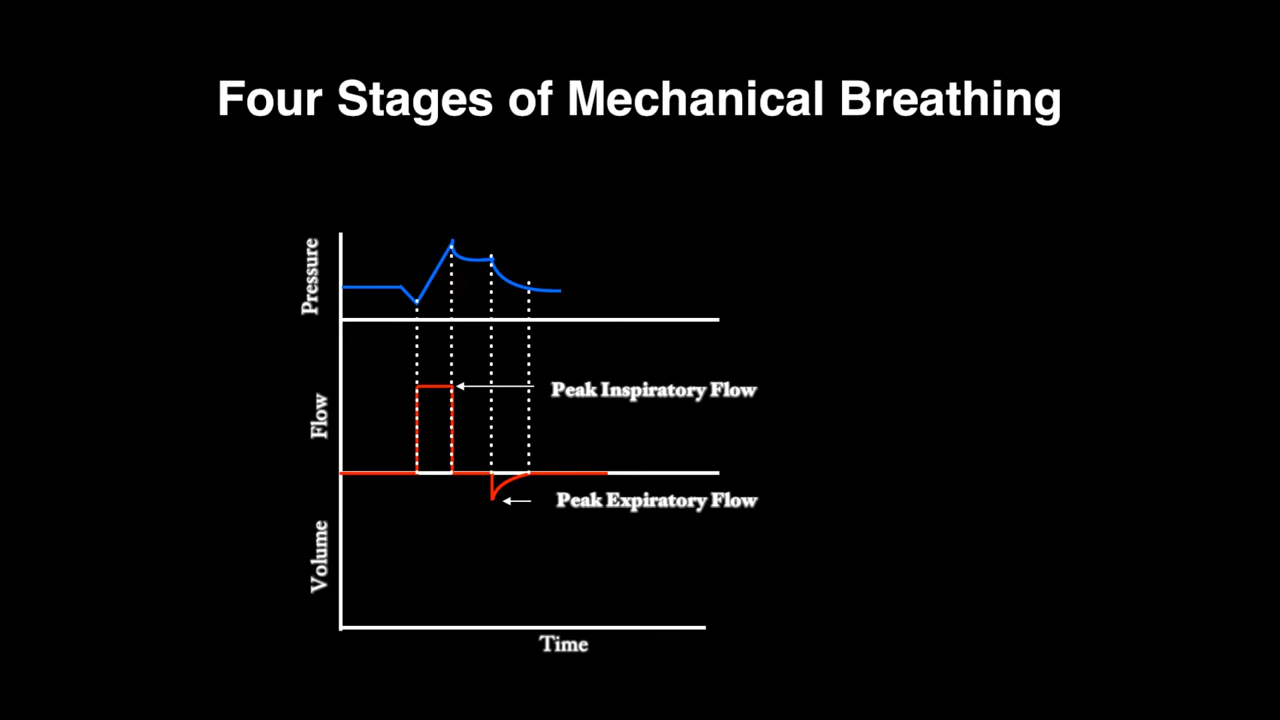 Four Stages of Mechanical Breathing
Pressure
Flow
Peak Inspiratory Flow
Peak Expiratory Flow
Volume
Time